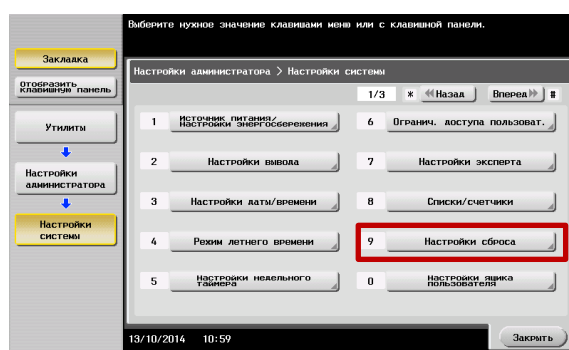 Выберите нужное значение клавишами меню или с клавишной панели.
Закладка
Отобразить
клавишную панель
Утилиты
Настройки
администратора
Настройки
системы
Настройки администратора > Настройки системы
1/3 * Назад Вперед #
1 Источник питания/
Настройки энергосбережения
6 Огранич. доступа пользоват.
2 Настройки вывода
7 Настройки эксперта
3 Настройки даты/времени
8 Списки/счетчики
4 Режим летнего времени
9 Настройки сброса
5 Настройки недельного
таймера
0 Настройки ящика
пользователя
13/10/2014 10:59
Закрыть